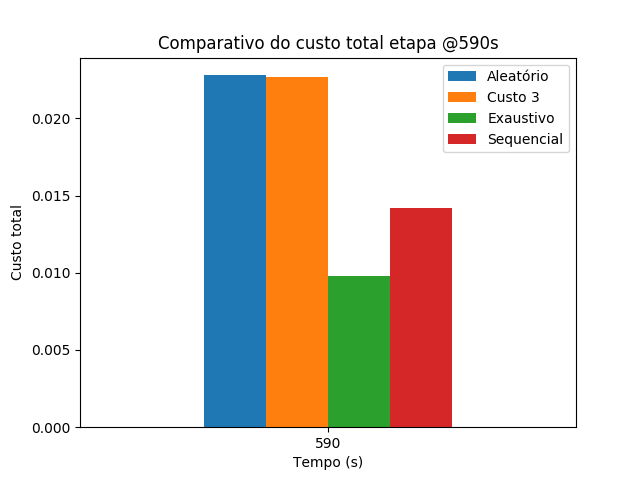 Comparativo do custo total etapa @590s
Aleatório
Custo 3
Exaustivo
Sequencial
0.020
0.015
0.010
0.005
0.000
Custo total
590
Tempo (s)